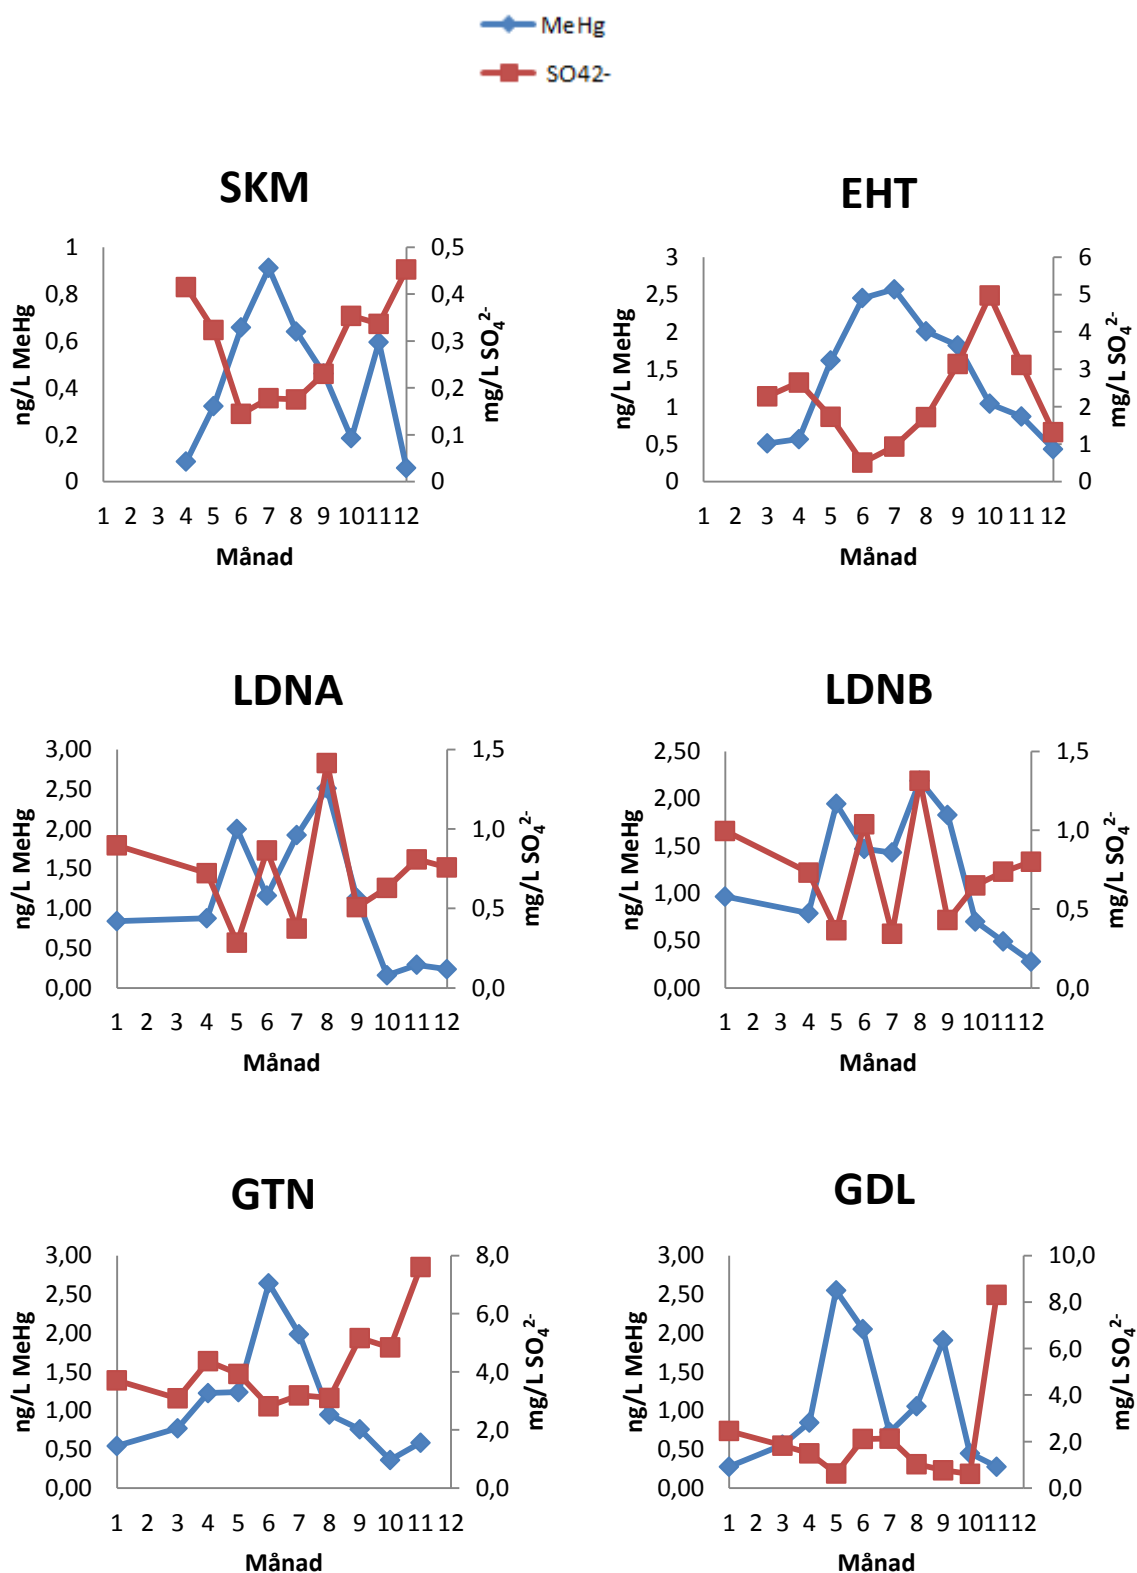 MeHg
SO42-
SKM
ng/L MeHg
1
0,8
0,6
0,4
0,2
0
0,5
0,4
0,3
0,2
0,1
0
mg/L SO₄²⁻
1 2 3 4 5 6 7 8 9 10 11 12
Månad
EHT
ng/L MeHg
3
2,5
2
1,5
1
0,5
0
6
5
4
3
2
1
0
mg/L SO₄²⁻
1 2 3 4 5 6 7 8 9 10 11 12
Månad
LDNA
ng/L MeHg
3,00
2,50
2,00
1,50
1,00
0,50
0,00
1,5
1,0
0,5
0,0
mg/L SO₄²⁻
1 2 3 4 5 6 7 8 9 10 11 12
Månad
LDNB
ng/L MeHg
2,50
2,00
1,50
1,00
0,50
0,00
1,5
1,0
0,5
0,0
mg/L SO₄²⁻
1 2 3 4 5 6 7 8 9 10 11 12
Månad
GTN
ng/L MeHg
3,00
2,50
2,00
1,50
1,00
0,50
0,00
8,0
6,0
4,0
2,0
0,0
mg/L SO₄²⁻
1 2 3 4 5 6 7 8 9 10 11 12
Månad
GDL
ng/L MeHg
3,00
2,50
2,00
1,50
1,00
0,50
0,00
10,0
8,0
6,0
4,0
2,0
0,0
mg/L SO₄²⁻
1 2 3 4 5 6 7 8 9 10 11 12
Månad